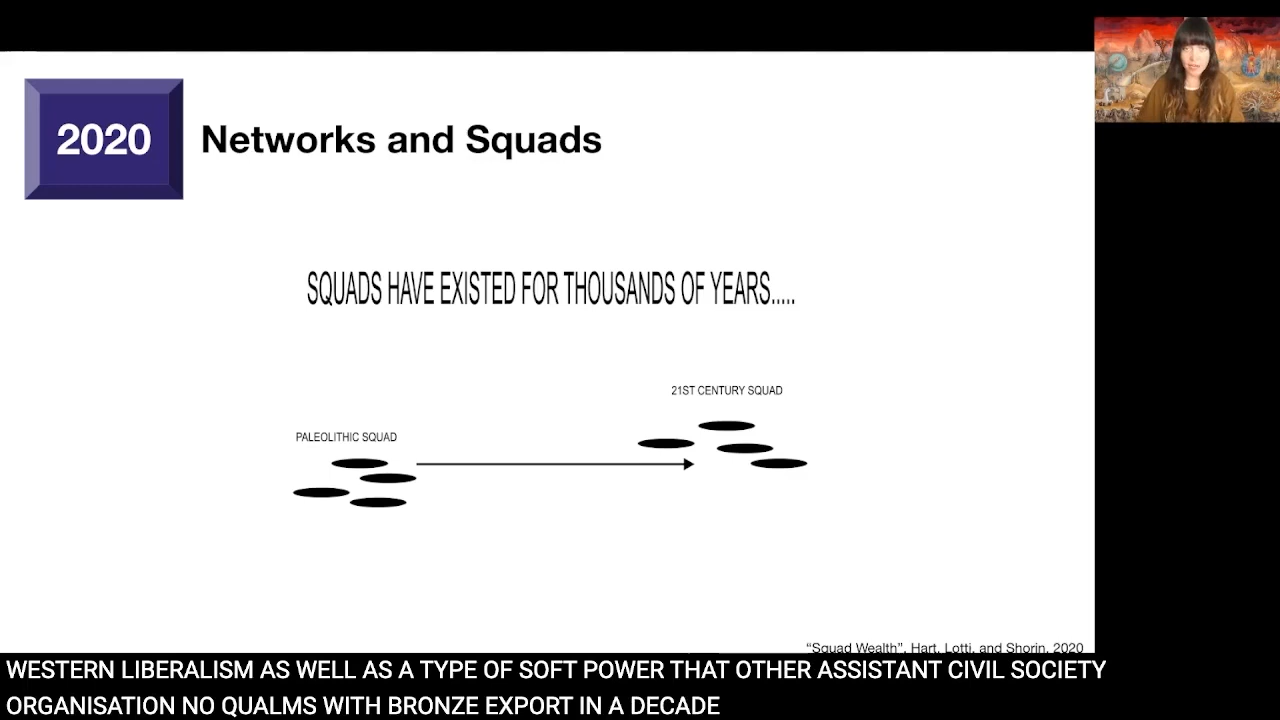 2020
Networks and Squads
SQUADS HAVE EXISTED FOR THOUSANDS OF YEARS.....
21ST CENTURY SQUAD
PALEOLITHIC SQUAD
“Squad Wealth”, Hart, Lotti, and Shorin, 2020
WESTERN LIBERALISM AS WELL AS A TYPE OF SOFT POWER THAT OTHER ASSISTANT CIVIL SOCIETY
ORGANISATION NO QUALMS WITH BRONZE EXPORT IN A DECADE